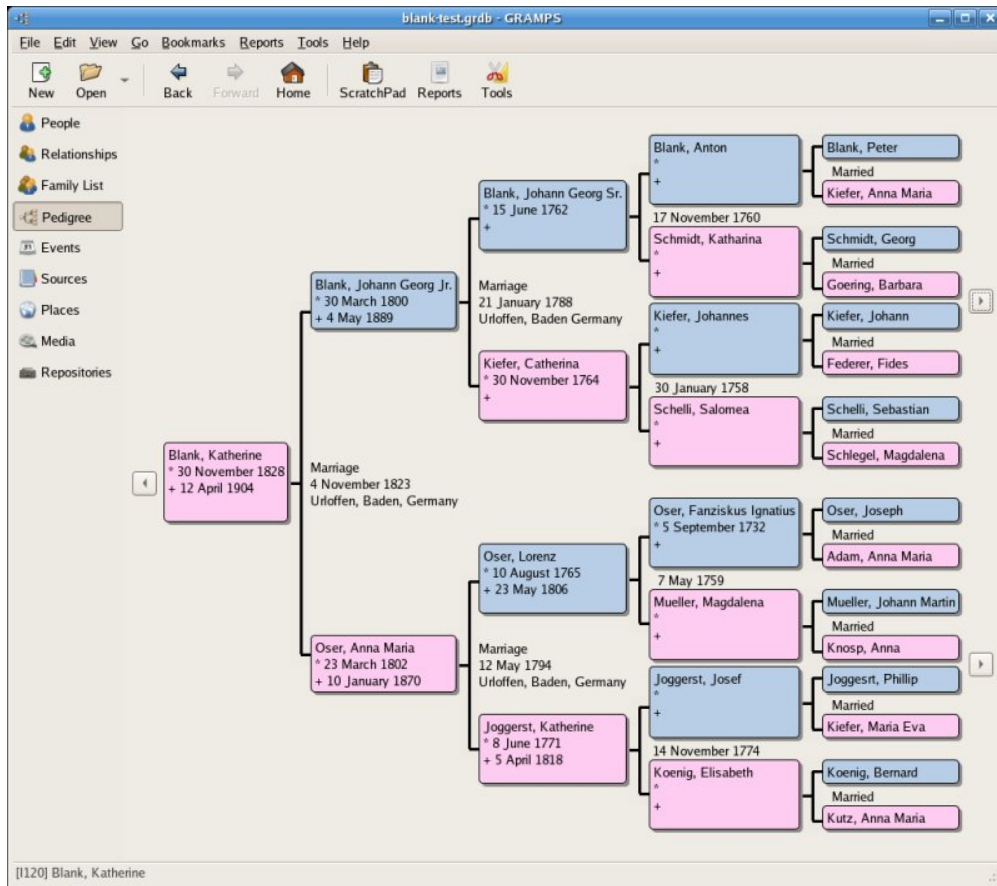 blank-test.grdb - GRAMPS
File Edit View Go Bookmarks Reports Tools Help
New Open Back Forward Home ScratchPad Reports Tools
People
Relationships
Family List
Pedigree
Events
Sources
Places
Media
Repositories
Blank, Katherine
* 30 November 1828
+ 12 April 1904
Blank, Johann Georg Jr.
* 30 March 1800
+ 4 May 1889
Marriage
4 November 1823
Urloffen, Baden, Germany
Oser, Anna Maria
* 23 March 1802
+ 10 January 1870
Blank, Johann Georg Sr.
* 15 June 1762
+
Marriage
21 January 1788
Urloffen, Baden Germany
Kiefer, Catherina
* 30 November 1764
+
Oser, Lorenz
* 10 August 1765
+ 23 May 1806
Marriage
12 May 1794
Urloffen, Baden, Germany
Joggerst, Katherine
* 8 June 1771
+ 5 April 1818
Blank, Anton
*
+
17 November 1760
Schmidt, Katharina
*
+
Kiefer, Johannes
*
+
30 January 1758
Schelli, Salomea
*
+
Oser, Fanziskus Ignatius
* 5 September 1732
+
7 May 1759
Mueller, Magdalena
*
+
Joggerst, Josef
*
+
14 November 1774
Koenig, Elisabeth
*
+
Blank, Peter
Married
Kiefer, Anna Maria
Schmidt, Georg
Married
Goering, Barbara
Kiefer, Johann
Married
Federer, Fides
Schelli, Sebastian
Married
Schlegel, Magdalena
Oser, Joseph
Married
Adam, Anna Maria
Mueller, Johann Martin
Married
Knosp, Anna
Joggesrt, Phillip
Married
Kiefer, Maria Eva
Koenig, Bernard
Married
Kutz, Anna Maria
[I120] Blank, Katherine